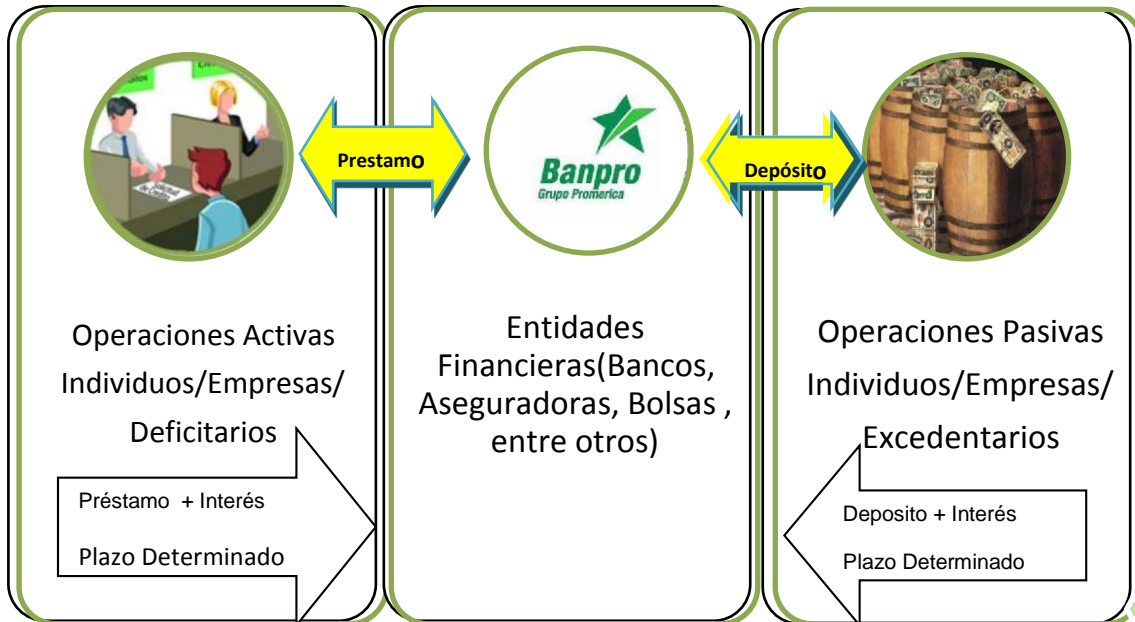 Prestamo
Operaciones Activas
Individuos/Empresas/
Deficitarios
Préstamo + Interés
Plazo Determinado
Banpro
Grupo Promerica
Entidades
Financieras(Bancos,
Aseguradoras, Bolsas ,
entre otros)
Depósito
Operaciones Pasivas
Individuos/Empresas/
Excedentarios
Deposito + Interés
Plazo Determinado